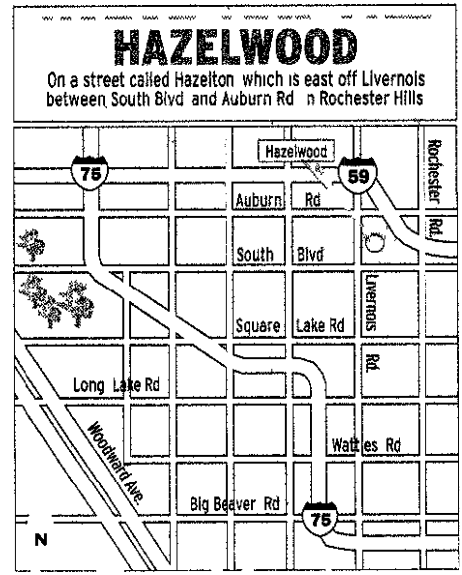 HAZELWOOD
On a street called Hazelton which is east off Livernois
between South Blvd and Auburn Rd n Rochester Hills
Hazelwood
75
59
Rochester Rd.
Auburn Rd
South Blvd
Livernois Rd.
Square Lake Rd
Long Lake Rd
Woodward Ave.
Wattles Rd
Big Beaver Rd
75
N